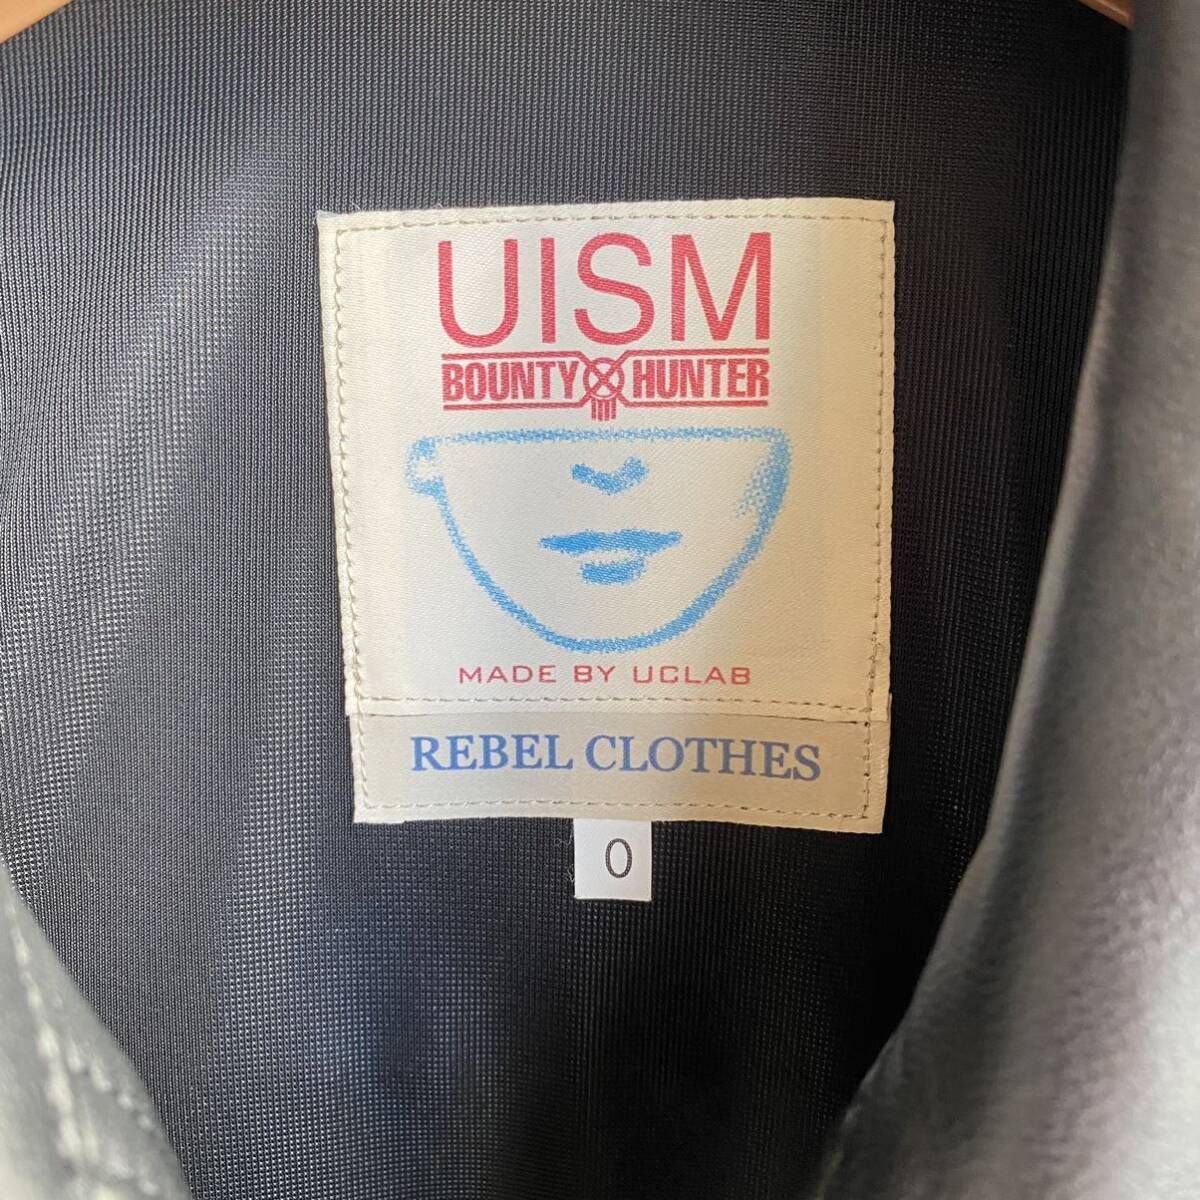 UISM
BOUNTY HUNTER
MADE BY UCLAB
REBEL CLOTHES
0